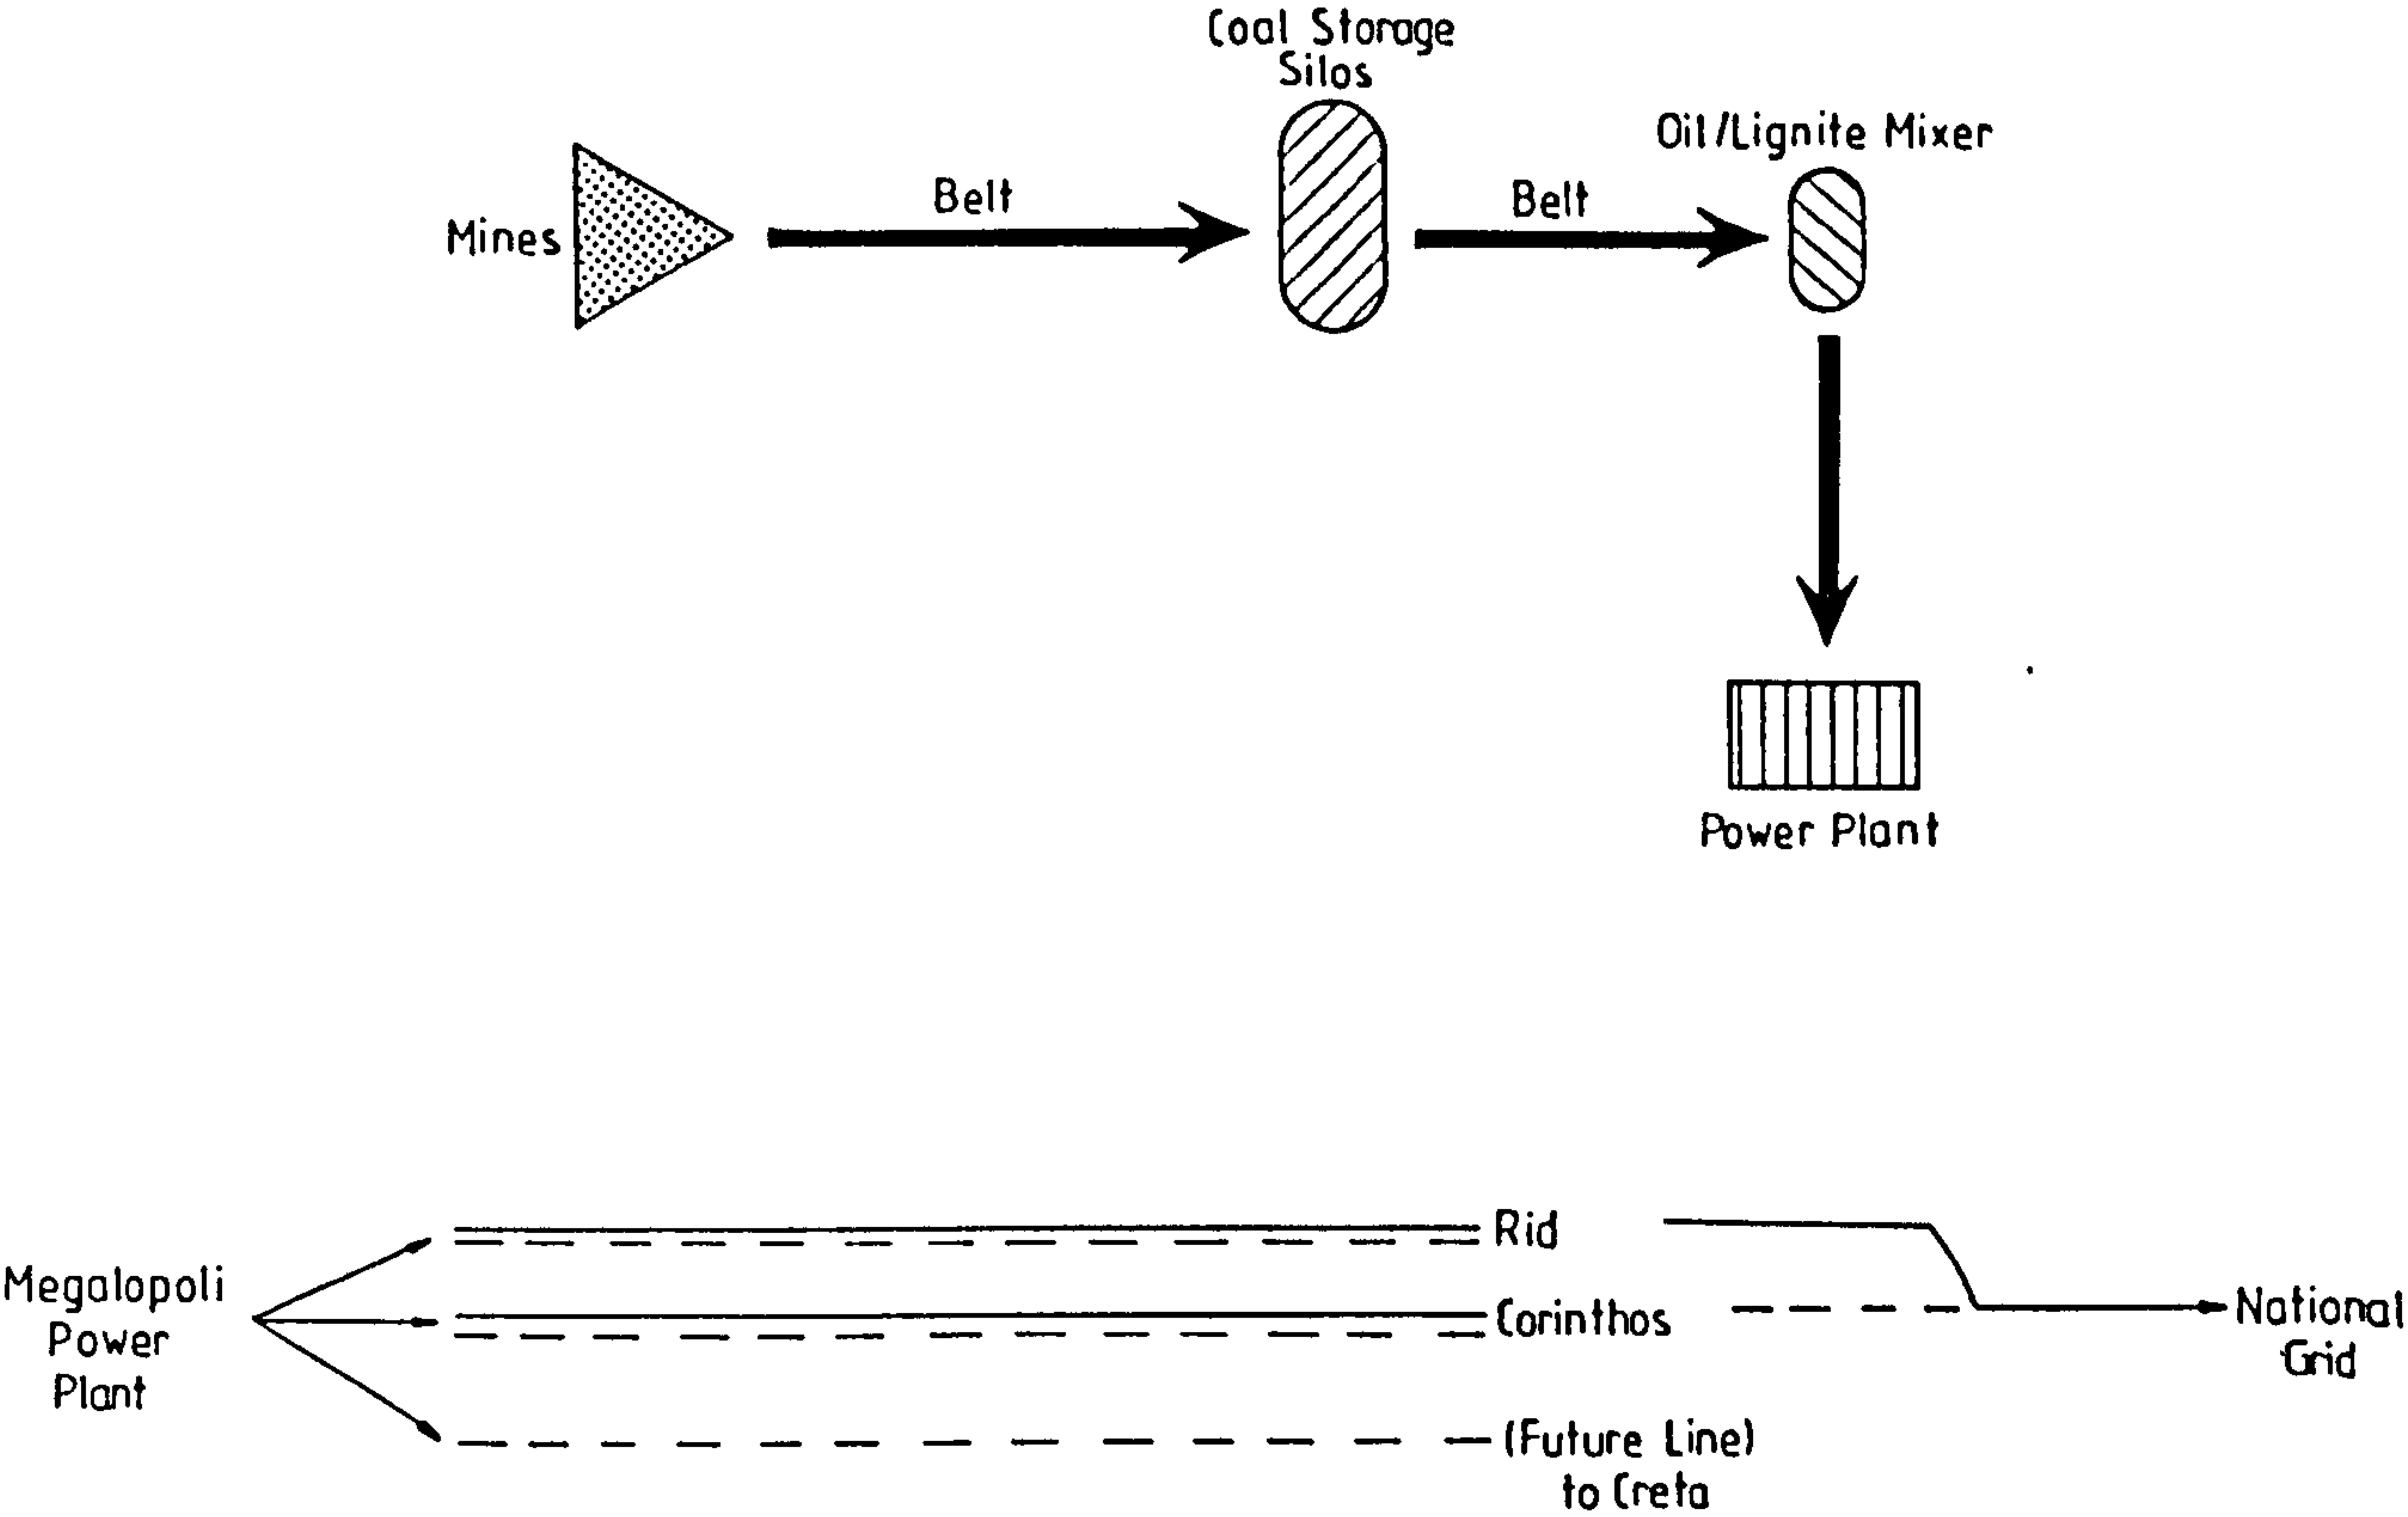 Coal Storage
Silos
Oil/Lignite Mixer
Belt
Belt
Mines
Power Plant
Rid
Megalopoli
Power
Plant
Corinthos
National
Grid
(Future Line)
to Creta